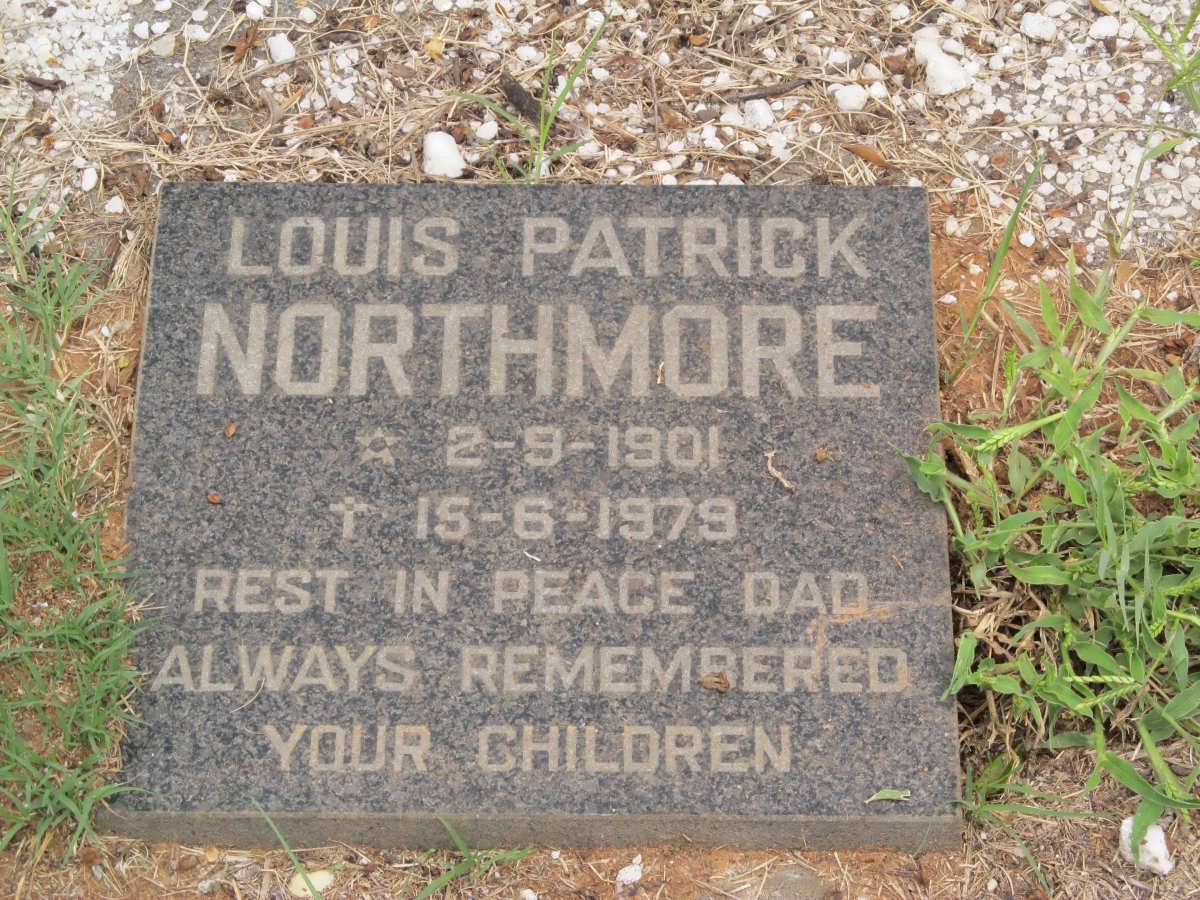 LOUIS PATRICK
NORTHMORE
☆ 2-9-1901
✝ 15-6-1979
REST IN PEACE DAD
ALWAYS REMEMBERED
YOUR CHILDREN